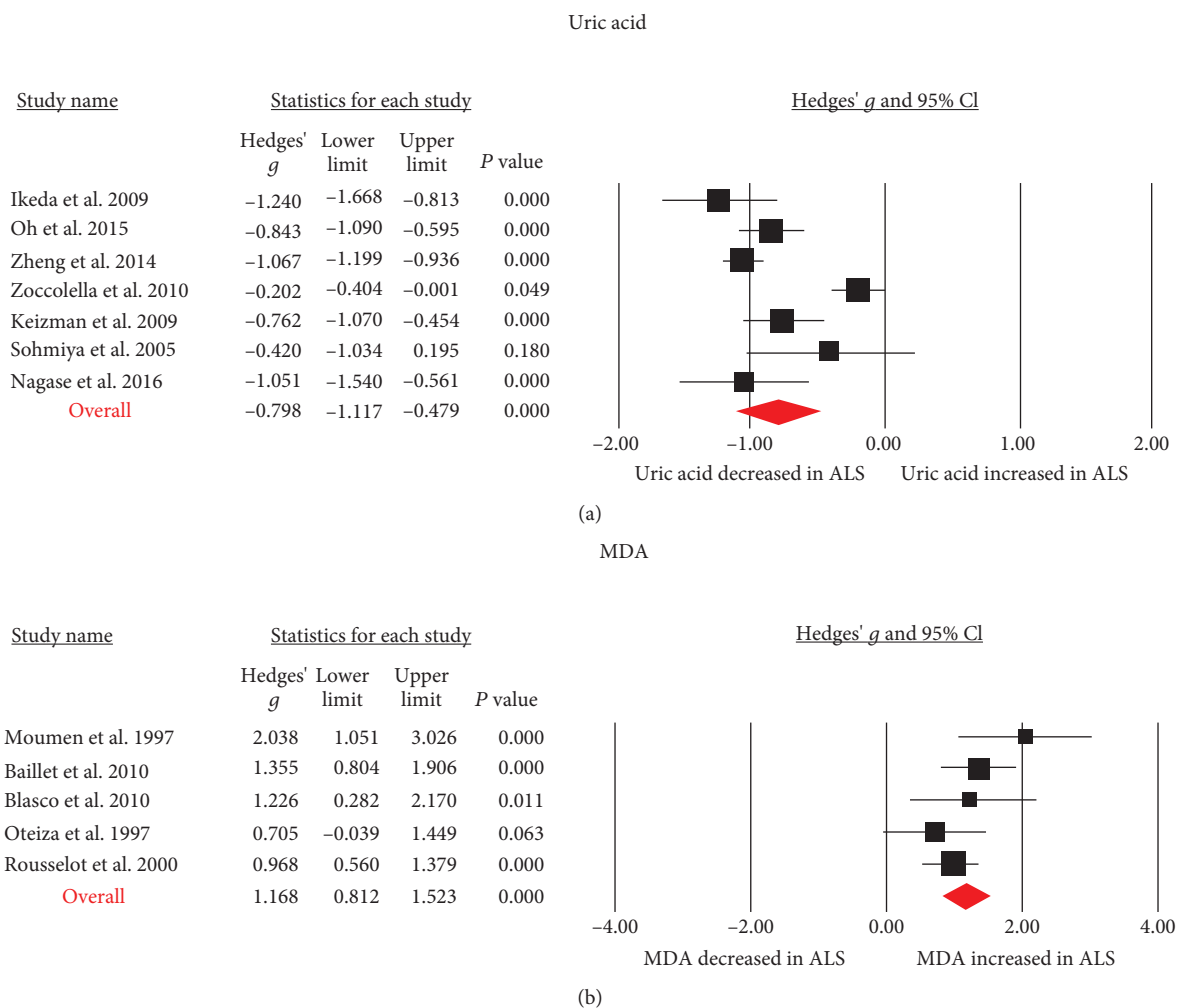 Uric acid
Study name Statistics for each study Hedges' g and 95% Cl
Hedges' g Lower limit Upper limit P value
Ikeda et al. 2009 –1.240 –1.668 –0.813 0.000
Oh et al. 2015 –0.843 –1.090 –0.595 0.000
Zheng et al. 2014 –1.067 –1.199 –0.936 0.000
Zoccolella et al. 2010 –0.202 –0.404 –0.001 0.049
Keizman et al. 2009 –0.762 –1.070 –0.454 0.000
Sohmiya et al. 2005 –0.420 –1.034 0.195 0.180
Nagase et al. 2016 –1.051 –1.540 –0.561 0.000
Overall –0.798 –1.117 –0.479 0.000
–2.00 –1.00 0.00 1.00 2.00
Uric acid decreased in ALS Uric acid increased in ALS
(a)
MDA
Study name Statistics for each study Hedges' g and 95% Cl
Hedges' g Lower limit Upper limit P value
Moumen et al. 1997 2.038 1.051 3.026 0.000
Baillet et al. 2010 1.355 0.804 1.906 0.000
Blasco et al. 2010 1.226 0.282 2.170 0.011
Oteiza et al. 1997 0.705 –0.039 1.449 0.063
Rousselot et al. 2000 0.968 0.560 1.379 0.000
Overall 1.168 0.812 1.523 0.000
–4.00 –2.00 0.00 2.00 4.00
MDA decreased in ALS MDA increased in ALS
(b)